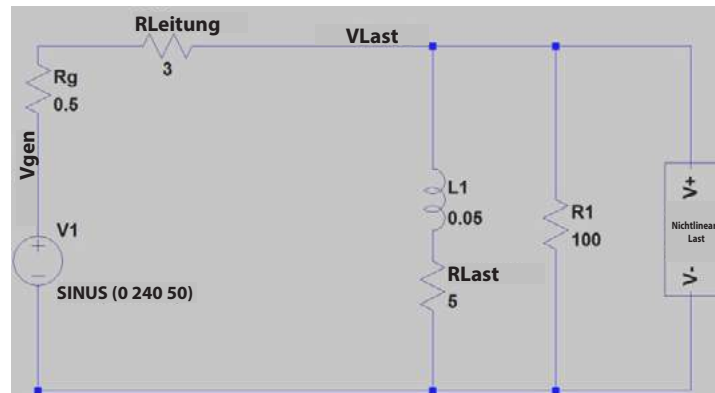 RLeitung
3
VLast
Rg
0.5
Vgen
V1
SINUS (0 240 50)
L1
0.05
RLast
5
R1
100
V+
Nichtlinear
Last
V-